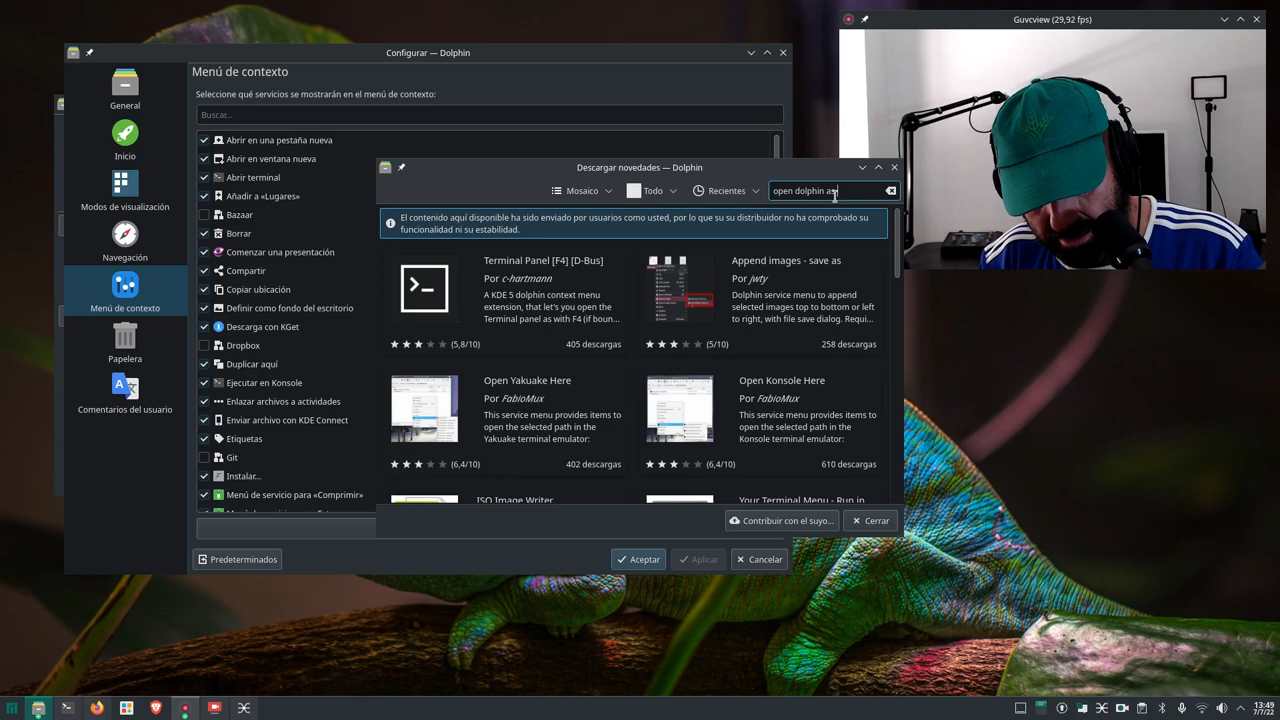 Guvcview (29,92 fps)
Configurar — Dolphin
General
Inicio
Modos de visualización
Navegación
Menú de contexto
Papelera
Comentarios del usuario
Menú de contexto
Seleccione qué servicios se mostrarán en el menú de contexto:
Buscar...
Abrir en una pestaña nueva
Abrir en ventana nueva
Abrir terminal
Añadir a «Lugares»
Bazaar
Borrar
Comenzar una presentación
Compartir
Copiar ubicación
Definir como fondo del escritorio
Descarga con KGet
Dropbox
Duplicar aquí
Ejecutar en Konsole
Enlazar archivos a actividades
Enviar archivo con KDE Connect
Etiquetas
Git
Instalar...
Menú de servicio para «Comprimir»
Predeterminados
Aceptar
Aplicar
Cancelar
Descargar novedades — Dolphin
Mosaico
Todo
Recientes
open dolphin as
El contenido aquí disponible ha sido enviado por usuarios como usted, por lo que su su distribuidor no ha comprobado su
funcionalidad ni su estabilidad.
Terminal Panel [F4] [D-Bus]
Por c-hartmann
A KDE 5 dolphin context menu
extension, that let's you open the
Terminal panel as with F4 (if boun...
(5,8/10)
405 descargas
Append images - save as
Por jwty
Dolphin service menu to append
selected images top to bottom or left
to right, with file save dialog. Requi...
(5/10)
258 descargas
Open Yakuake Here
Por FabioMux
This service menu provides items to
open the selected path in the
Yakuake terminal emulator:
(6,4/10)
402 descargas
Open Konsole Here
Por FabioMux
This service menu provides items to
open the selected path in the
Konsole terminal emulator:
(6,4/10)
610 descargas
ISO Image Writer
Your Terminal Menu - Run in
Contribuir con el suyo...
Cerrar
13:49
7/7/22